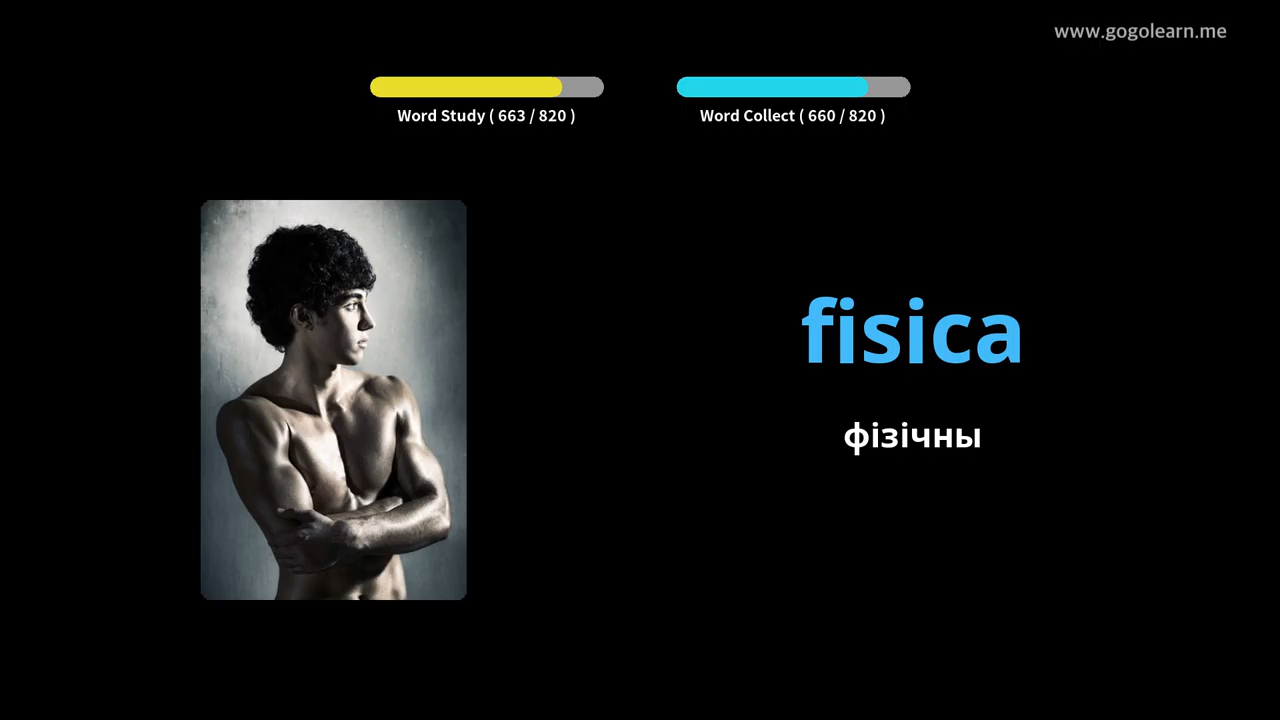 www.gogolearn.me
Word Study ( 663 / 820 )
Word Collect ( 660 / 820 )
fisica
фізічны